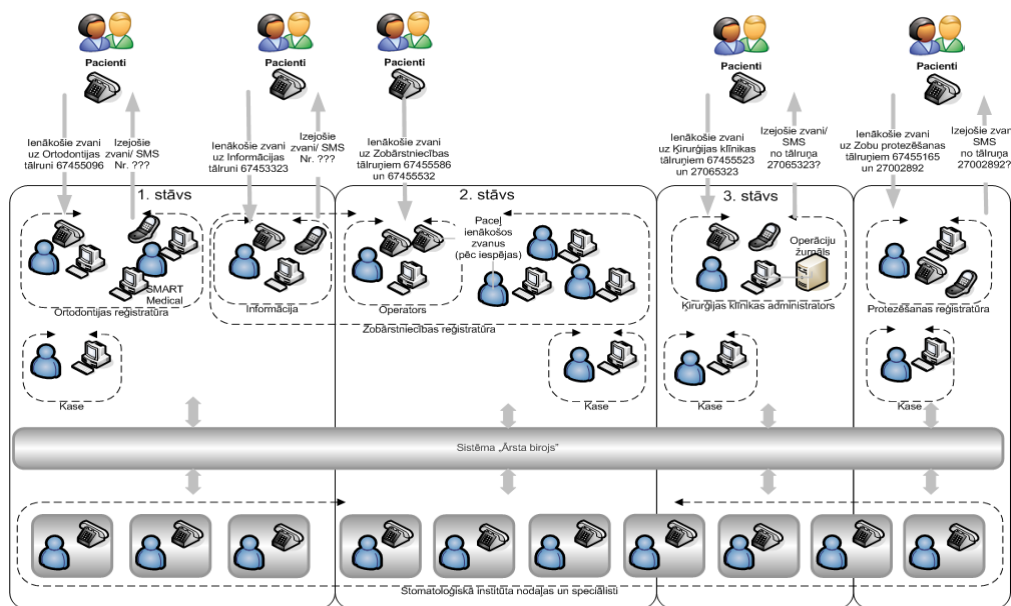 Pacienti
Pacienti
Pacienti
Pacienti
Pacienti
Ienākošie zvani
uz Ortodontijas
tālruni 67455096
Izejošie
zvani/ SMS
Nr. ???
Ienākošie zvani
uz Informācijas
tālruni 67453323
Izejošie
zvani/ SMS
Nr. ???
Ienākošie zvani
uz Zobārstniecības
tālruņiem 67455586
un 67455532
Ienākošie zvani
uz Ķirurģijas klīnikas
tālruņiem 67455523
un 27065323
Izejošie zvani/
SMS
no tālruņa
27065323?
Ienākošie zvani
uz Zobu protezēšanas
tālruņiem 67455165
un 27002892
Izejošie zvani/
SMS
no tālruņa
27002892?
1. stāvs
2. stāvs
3. stāvs
SMART
Medical
Ortodontijas reģistratūra
Informācija
Operators
Paceļ
ienākošos
zvanus
(pēc iespējas)
Zobārstniecības reģistratūra
Operāciju
žurnāls
Ķirurģijas klīnikas administrators
Protezēšanas reģistratūra
Kase
Kase
Kase
Kase
Sistēma „Ārsta birojs”
Stomatoloģiskā institūta nodaļas un speciālisti